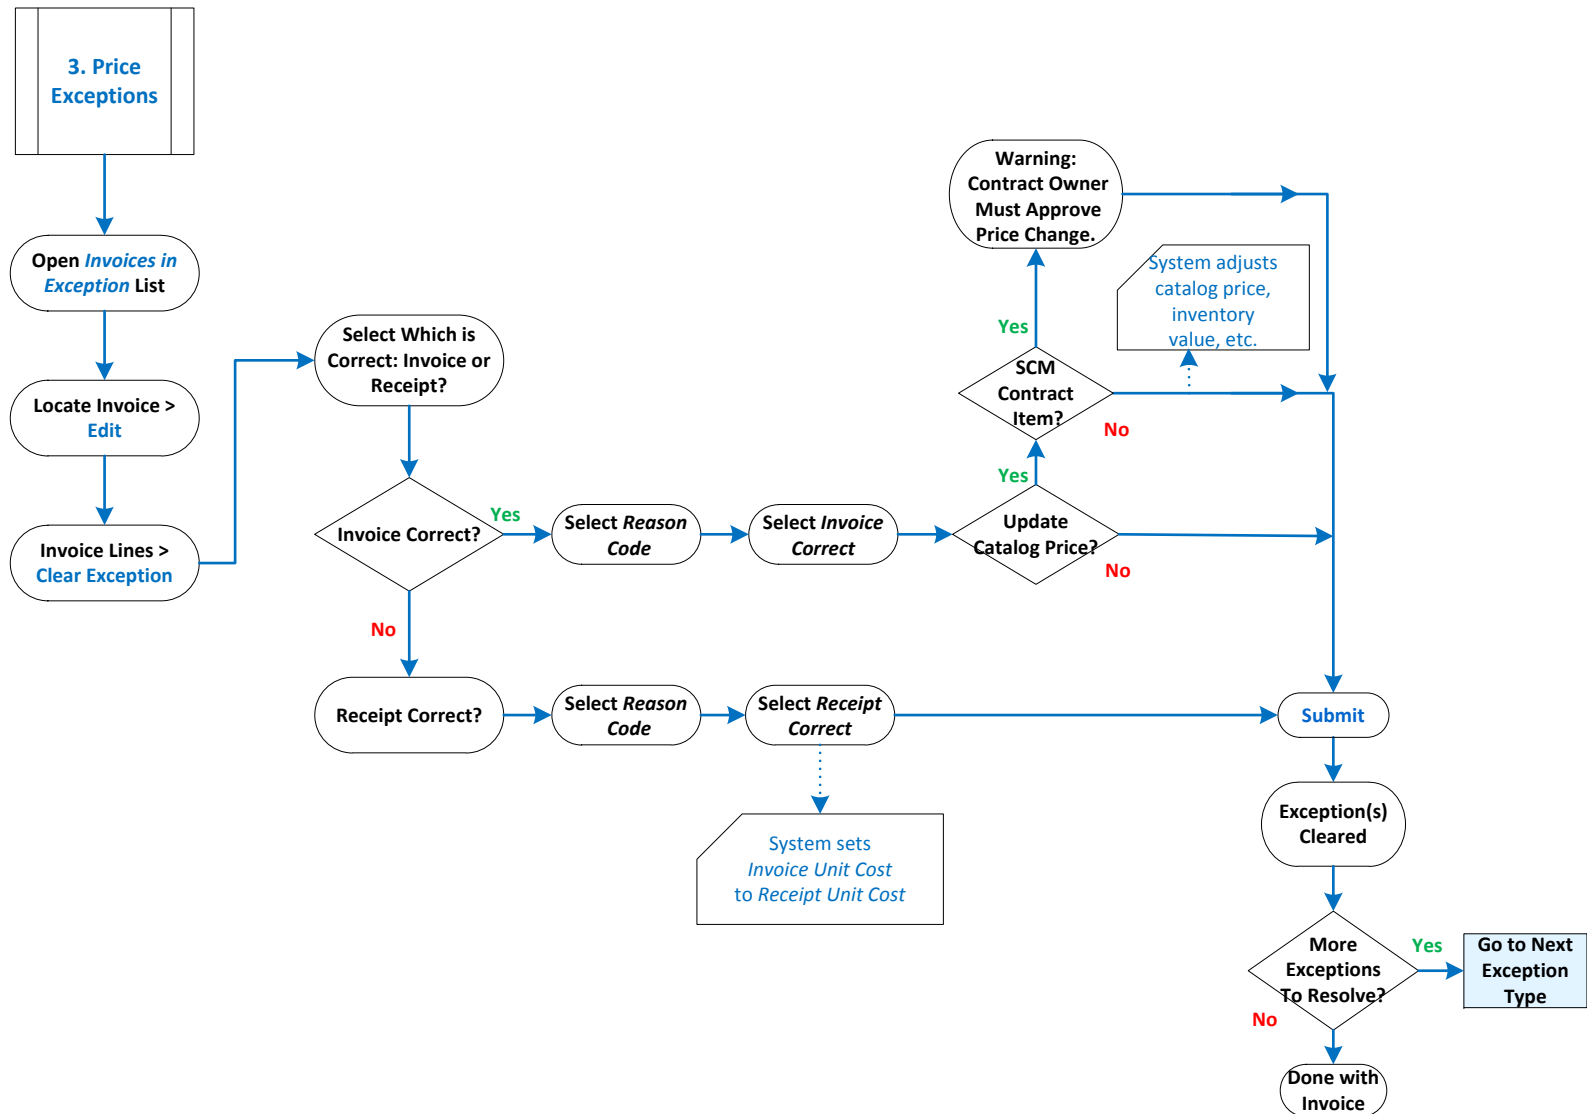 3. Price
Exceptions
Open Invoices in
Exception List
Locate Invoice >
Edit
Invoice Lines >
Clear Exception
Select Which is
Correct: Invoice or
Receipt?
Invoice Correct?
Yes
No
Select Reason
Code
Select Invoice
Correct
Update
Catalog Price?
Yes
No
SCM
Contract
Item?
Yes
No
Warning:
Contract Owner
Must Approve
Price Change.
System adjusts
catalog price,
inventory
value, etc.
Receipt Correct?
Select Reason
Code
Select Receipt
Correct
System sets
Invoice Unit Cost
to Receipt Unit Cost
Submit
Exception(s)
Cleared
More
Exceptions
To Resolve?
Yes
No
Go to Next
Exception
Type
Done with
Invoice